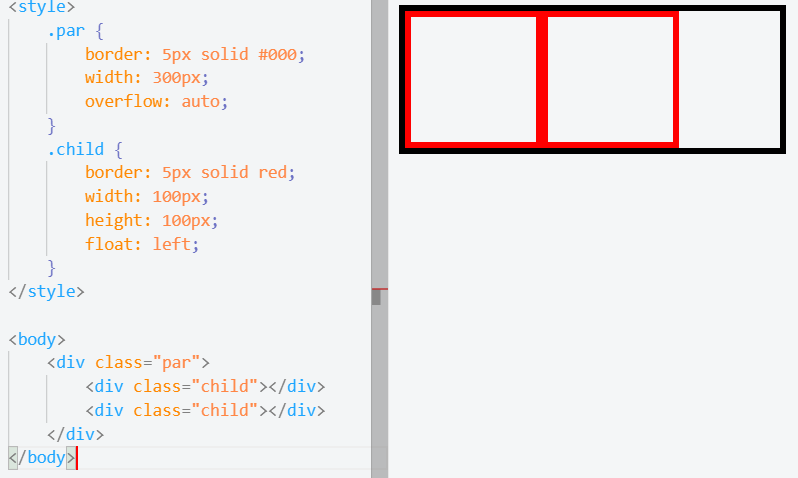 <style>
    .par {
        border: 5px solid #000;
        width: 300px;
        overflow: auto;
    }
    .child {
        border: 5px solid red;
        width: 100px;
        height: 100px;
        float: left;
    }
</style>

<body>
    <div class="par">
        <div class="child"></div>
        <div class="child"></div>
    </div>
</body>